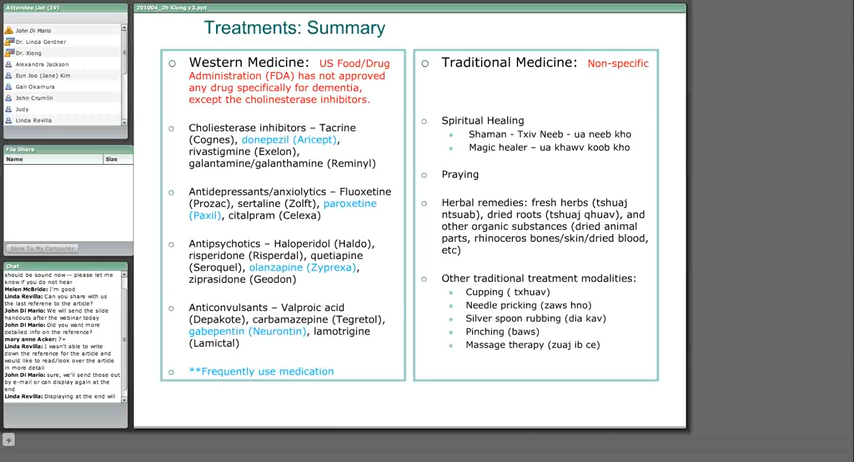 Attendee List (19)
John Di Mario
Dr. Linda Gerdner
Dr. Xiong
Alexandra Jackson
Eun Joo (Jane) Kim
Gail Okamura
John Crumlin
Judy
Linda Revilla
File Share
Name Size
Save To My Computer
Chat
should be sound now -- please let me
know if you do not hear
Melen McBride: I'm good
Linda Revilla: Can you share with us
the last referene to the article?
John Di Mario: We will send the slide
handouts after the webinar today
John Di Mario: Did you want more
detailed info on the reference?
mary anne Acker: 7+
Linda Revilla: I wasn't able to write
down the reference for the article and
would like to read/look over the article
in more detail
John Di Mario: sure, we'll send those out
by e-mail or can display again at the
end
Linda Revilla: Displaying at the end will
201004_2b Xiong v3.ppt
Treatments: Summary
Western Medicine: US Food/Drug
Administration (FDA) has not approved
any drug specifically for dementia,
except the cholinesterase inhibitors.
Choliesterase inhibitors – Tacrine
(Cognes), donepezil (Aricept),
rivastigmine (Exelon),
galantamine/galanthamine (Reminyl)
Antidepressants/anxiolytics – Fluoxetine
(Prozac), sertaline (Zolft), paroxetine
(Paxil), citalpram (Celexa)
Antipsychotics – Haloperidol (Haldo),
risperidone (Risperdal), quetiapine
(Seroquel), olanzapine (Zyprexa),
ziprasidone (Geodon)
Anticonvulsants – Valproic acid
(Depakote), carbamazepine (Tegretol),
gabepentin (Neurontin), lamotrigine
(Lamictal)
**Frequently use medication
Traditional Medicine: Non-specific
Spiritual Healing
Shaman - Txiv Neeb - ua neeb kho
Magic healer – ua khawv koob kho
Praying
Herbal remedies: fresh herbs (tshuaj
ntsuab), dried roots (tshuaj qhuav), and
other organic substances (dried animal
parts, rhinoceros bones/skin/dried blood,
etc)
Other traditional treatment modalities:
Cupping ( txhuav)
Needle pricking (zaws hno)
Silver spoon rubbing (dia kav)
Pinching (baws)
Massage therapy (zuaj ib ce)